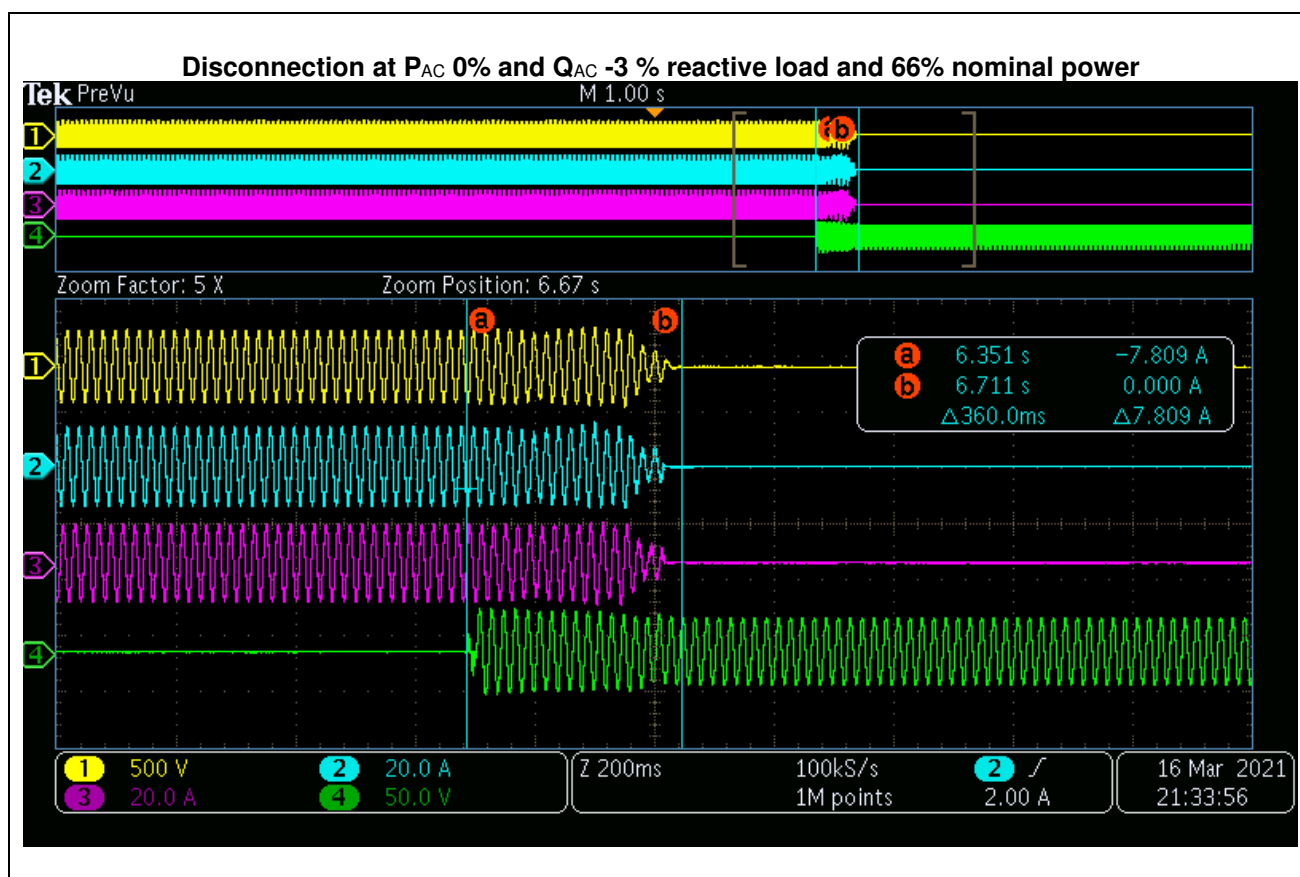 Disconnection at PAC 0% and QAC -3 % reactive load and 66% nominal power
Tek PreVu M 1.00 s
a b
1
2
3
4
Zoom Factor: 5 X Zoom Position: 6.67 s
a b
1
a 6.351 s -7.809 A
b 6.711 s 0.000 A
Δ360.0ms Δ7.809 A
2
3
4
1 500 V 2 20.0 A Z 200ms 100kS/s 2 ∫ 16 Mar 2021
3 20.0 A 4 50.0 V 1M points 2.00 A 21:33:56